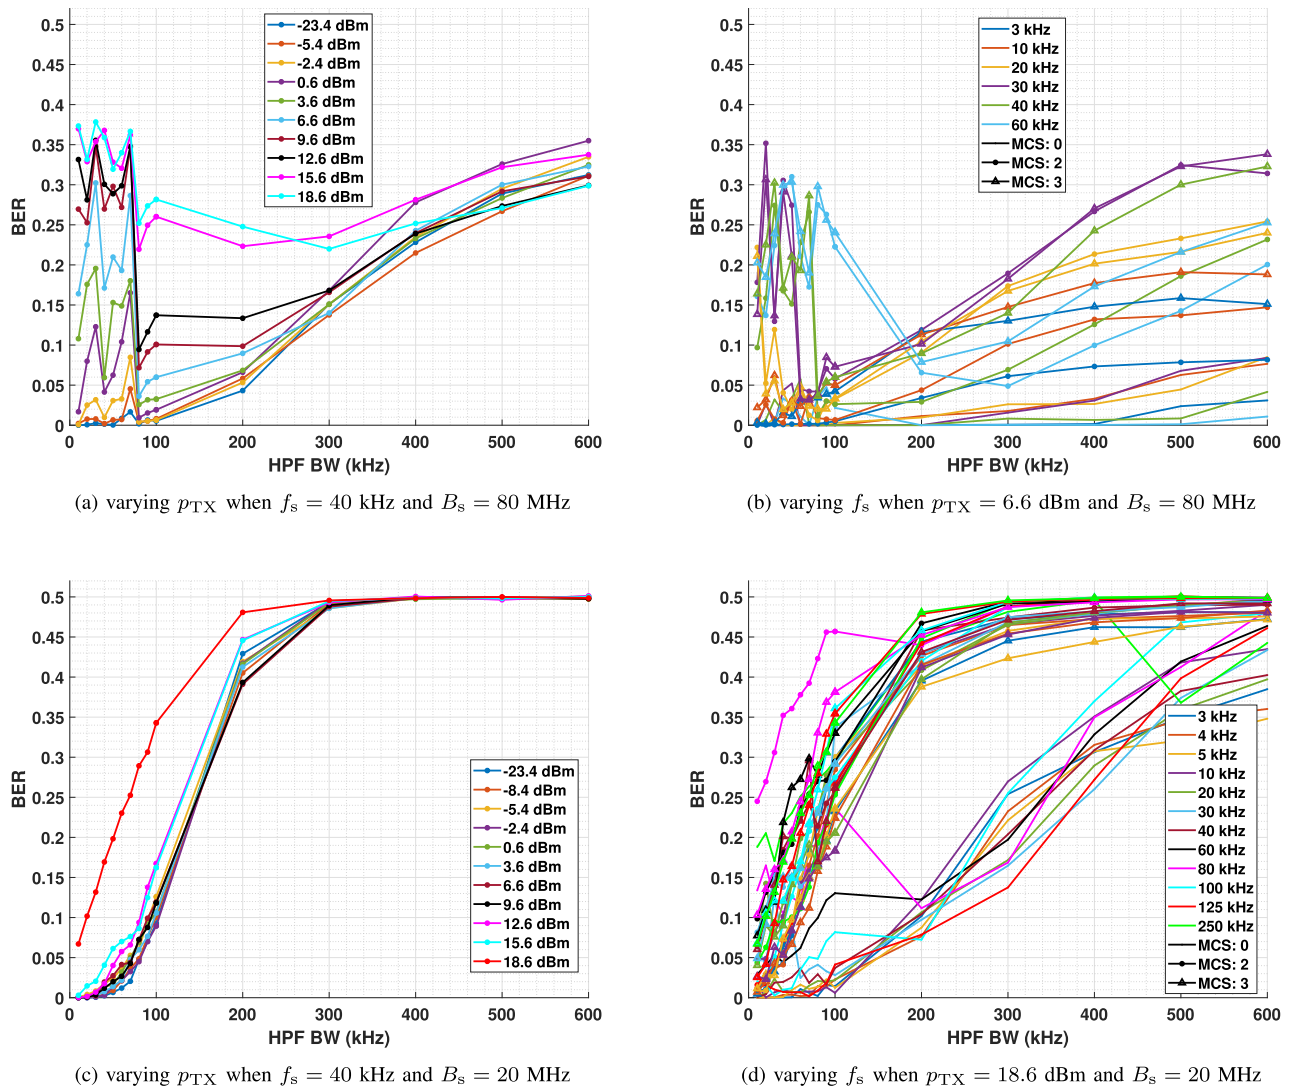 0.5
0.45
0.4
0.35
0.3
0.25
0.2
0.15
0.1
0.05
0
BER
0 100 200 300 400 500 600
HPF BW (kHz)
-23.4 dBm
-5.4 dBm
-2.4 dBm
0.6 dBm
3.6 dBm
6.6 dBm
9.6 dBm
12.6 dBm
15.6 dBm
18.6 dBm
(a) varying pTX when fs = 40 kHz and Bs = 80 MHz
0.5
0.45
0.4
0.35
0.3
0.25
0.2
0.15
0.1
0.05
0
BER
0 100 200 300 400 500 600
HPF BW (kHz)
3 kHz
10 kHz
20 kHz
30 kHz
40 kHz
60 kHz
MCS: 0
MCS: 2
MCS: 3
(b) varying fs when pTX = 6.6 dBm and Bs = 80 MHz
0.5
0.45
0.4
0.35
0.3
0.25
0.2
0.15
0.1
0.05
0
BER
0 100 200 300 400 500 600
HPF BW (kHz)
-23.4 dBm
-8.4 dBm
-5.4 dBm
-2.4 dBm
0.6 dBm
3.6 dBm
6.6 dBm
9.6 dBm
12.6 dBm
15.6 dBm
18.6 dBm
(c) varying pTX when fs = 40 kHz and Bs = 20 MHz
0.5
0.45
0.4
0.35
0.3
0.25
0.2
0.15
0.1
0.05
0
BER
0 100 200 300 400 500 600
HPF BW (kHz)
3 kHz
4 kHz
5 kHz
10 kHz
20 kHz
30 kHz
40 kHz
60 kHz
80 kHz
100 kHz
125 kHz
250 kHz
MCS: 0
MCS: 2
MCS: 3
(d) varying fs when pTX = 18.6 dBm and Bs = 20 MHz